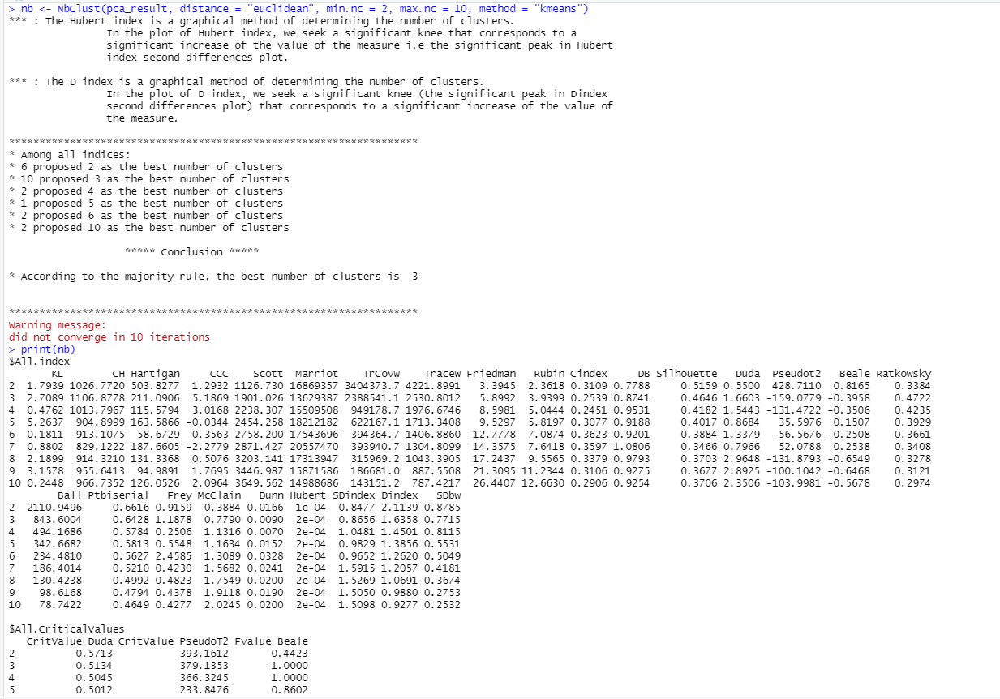 > nb <- NbClust(pca_result, distance = "euclidean", min.nc = 2, max.nc = 10, method = "kmeans")
*** : The Hubert index is a graphical method of determining the number of clusters.
In the plot of Hubert index, we seek a significant knee that corresponds to a
significant increase of the value of the measure i.e the significant peak in Hubert
index second differences plot.
*** : The D index is a graphical method of determining the number of clusters.
In the plot of D index, we seek a significant knee (the significant peak in Dindex
second differences plot) that corresponds to a significant increase of the value of
the measure.
*******************************************************************
* Among all indices:
* 6 proposed 2 as the best number of clusters
* 10 proposed 3 as the best number of clusters
* 2 proposed 4 as the best number of clusters
* 1 proposed 5 as the best number of clusters
* 2 proposed 6 as the best number of clusters
* 2 proposed 10 as the best number of clusters
***** Conclusion *****
* According to the majority rule, the best number of clusters is 3
*******************************************************************
Warning message:
did not converge in 10 iterations
> print(nb)
$All.index
KL CH Hartigan CCC Scott Marriot TrCovW TraceW Friedman Rubin Cindex DB Silhouette Duda Pseudot2 Beale Ratkowsky
2 1.7939 1026.7720 503.8277 1.2932 1126.730 16869357 3404373.7 4221.8991 3.3945 2.3618 0.3109 0.7788 0.5159 0.5500 428.7110 0.8165 0.3384
3 2.7089 1106.8778 211.0906 5.1869 1901.026 13629387 2388541.1 2530.8012 5.8992 3.9399 0.2539 0.8741 0.4646 1.6603 -159.0779 -0.3958 0.4722
4 0.4762 1013.7967 115.5794 3.0168 2238.307 15509508 949178.7 1976.6746 8.5981 5.0444 0.2451 0.9531 0.4182 1.5443 -131.4722 -0.3506 0.4235
5 5.2637 904.8999 163.5866 -0.0344 2454.258 18212182 622167.1 1713.3408 9.5297 5.8197 0.3077 0.9188 0.4017 0.8684 35.5976 0.1507 0.3929
6 0.1811 913.1075 58.6729 0.3563 2758.200 17543696 394364.7 1406.8860 12.7778 7.0874 0.3623 0.9201 0.3884 1.3379 -56.5676 -0.2508 0.3661
7 0.8802 829.1222 187.6605 -2.2779 2871.427 20557470 393940.7 1304.8099 14.3575 7.6418 0.3597 1.0806 0.3466 0.7966 52.0788 0.2538 0.3408
8 2.1899 914.3210 131.3368 0.5076 3203.141 17313947 315969.2 1043.3905 17.2437 9.5565 0.3379 0.9793 0.3703 2.9648 -131.8793 -0.6549 0.3278
9 3.1578 955.6413 94.9891 1.7695 3446.987 15871586 186681.0 887.5508 21.3095 11.2344 0.3106 0.9275 0.3677 2.8925 -100.1042 -0.6468 0.3121
10 0.2448 966.7352 126.0526 2.0964 3649.562 14988686 143151.2 787.4217 26.4407 12.6630 0.2906 0.9254 0.3706 2.3506 -103.9981 -0.5678 0.2974
Ball Ptbiserial Frey McClain Dunn Hubert SDindex Dindex SDbw
2 2110.9496 0.6616 0.9159 0.3884 0.0166 1e-04 0.8477 2.1139 0.8785
3 843.6004 0.6428 1.1878 0.7790 0.0090 2e-04 0.8656 1.6358 0.7715
4 494.1686 0.5784 0.2506 1.1316 0.0070 2e-04 1.0481 1.4501 0.8115
5 342.6682 0.5813 0.5548 1.1634 0.0152 2e-04 0.9829 1.3856 0.5531
6 234.4810 0.5627 2.4585 1.3089 0.0328 2e-04 0.9652 1.2620 0.5049
7 186.4014 0.5210 0.4230 1.5682 0.0241 2e-04 1.5915 1.2057 0.4181
8 130.4238 0.4992 0.4823 1.7549 0.0200 2e-04 1.5269 1.0691 0.3674
9 98.6168 0.4794 0.4378 1.9118 0.0190 2e-04 1.5050 0.9880 0.2753
10 78.7422 0.4649 0.4277 2.0245 0.0200 2e-04 1.5098 0.9277 0.2532
$All.CriticalValues
CritValue_Duda CritValue_PseudoT2 Fvalue_Beale
2 0.5713 393.1612 0.4423
3 0.5134 379.1353 1.0000
4 0.5045 366.3245 1.0000
5 0.5012 233.8476 0.8602